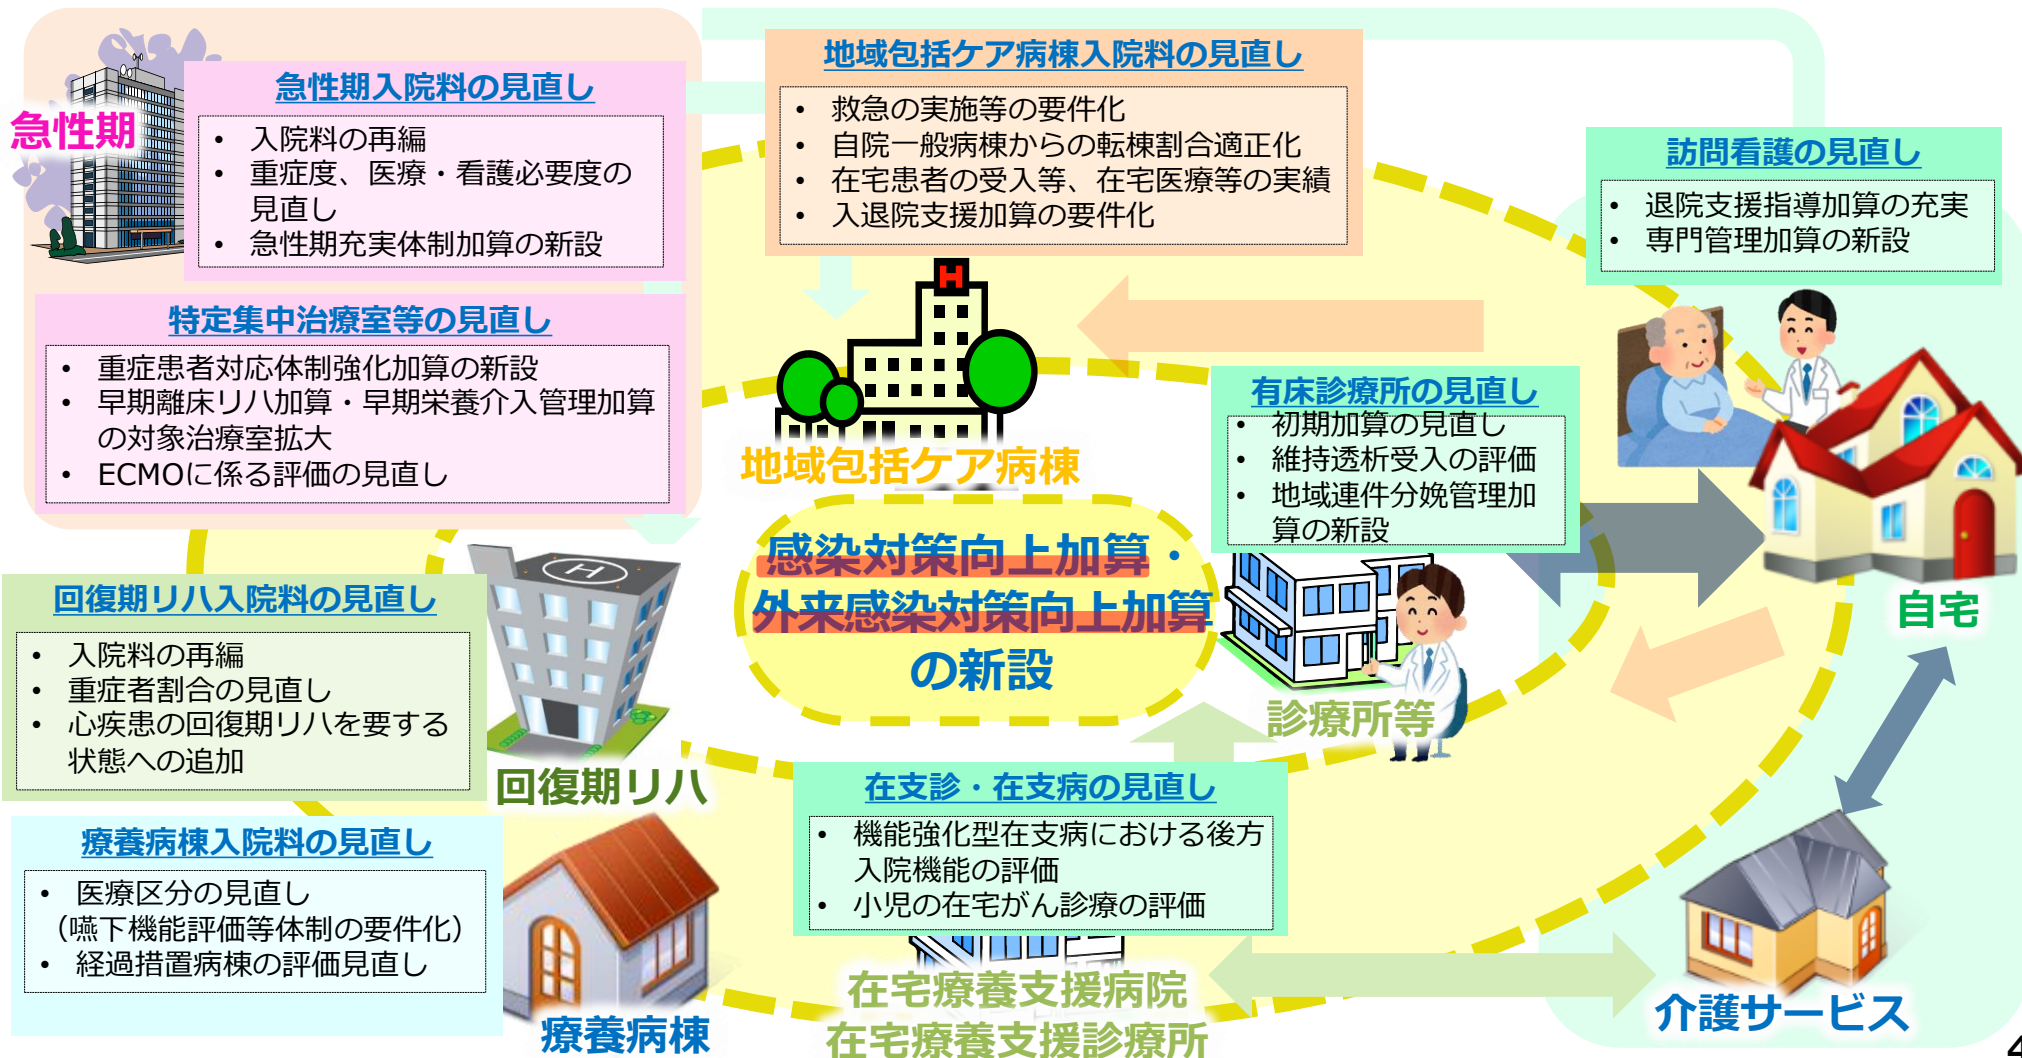 急性期
急性期入院料の見直し
• 入院料の再編
• 重症度、医療・看護必要度の
見直し
• 急性期充実体制加算の新設
特定集中治療室等の見直し
• 重症患者対応体制強化加算の新設
• 早期離床リハ加算・早期栄養介入管理加算
の対象治療室拡大
• ECMOに係る評価の見直し
地域包括ケア病棟入院料の見直し
• 救急の実施等の要件化
• 自院一般病棟からの転棟割合適正化
• 在宅患者の受入等、在宅医療等の実績
• 入退院支援加算の要件化
H
地域包括ケア病棟
訪問看護の見直し
• 退院支援指導加算の充実
• 専門管理加算の新設
有床診療所の見直し
• 初期加算の見直し
• 維持透析受入の評価
• 地域連件分娩管理加
算の新設
自宅
感染対策向上加算・
外来感染対策向上加算
の新設
診療所等
回復期リハ入院料の見直し
• 入院料の再編
• 重症者割合の見直し
• 心疾患の回復期リハを要する
状態への追加
H
回復期リハ
療養病棟入院料の見直し
• 医療区分の見直し
（嚥下機能評価等体制の要件化）
• 経過措置病棟の評価見直し
療養病棟
在支診・在支病の見直し
• 機能強化型在支病における後方
入院機能の評価
• 小児の在宅がん診療の評価
在宅療養支援病院
在宅療養支援診療所
介護サービス
4